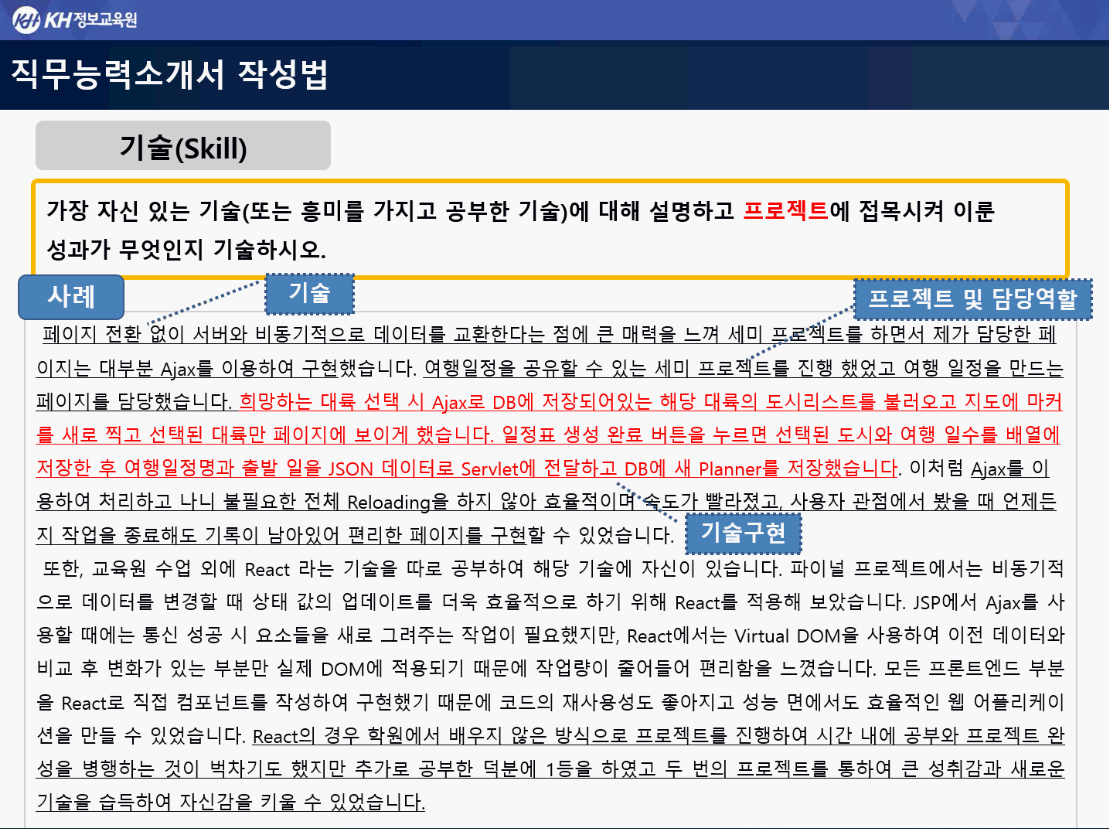 KH KH정보교육원
직무능력소개서 작성법
기술(Skill)
가장 자신 있는 기술(또는 흥미를 가지고 공부한 기술)에 대해 설명하고 프로젝트에 접목시켜 이룬
성과가 무엇인지 기술하시오.
사례
기술
프로젝트 및 담당역할
페이지 전환 없이 서버와 비동기적으로 데이터를 교환한다는 점에 큰 매력을 느껴 세미 프로젝트를 하면서 제가 담당한 페
이지는 대부분 Ajax를 이용하여 구현했습니다. 여행일정을 공유할 수 있는 세미 프로젝트를 진행 했었고 여행 일정을 만드는
페이지를 담당했습니다. 희망하는 대륙 선택 시 Ajax로 DB에 저장되어있는 해당 대륙의 도시리스트를 불러오고 지도에 마커
를 새로 찍고 선택된 대륙만 페이지에 보이게 했습니다. 일정표 생성 완료 버튼을 누르면 선택된 도시와 여행 일수를 배열에
저장한 후 여행일정명과 출발 일을 JSON 데이터로 Servlet에 전달하고 DB에 새 Planner를 저장했습니다. 이처럼 Ajax를 이
용하여 처리하고 나니 불필요한 전체 Reloading을 하지 않아 효율적이며 속도가 빨라졌고, 사용자 관점에서 봤을 때 언제든
지 작업을 종료해도 기록이 남아있어 편리한 페이지를 구현할 수 있었습니다.
기술구현
또한, 교육원 수업 외에 React 라는 기술을 따로 공부하여 해당 기술에 자신이 있습니다. 파이널 프로젝트에서는 비동기적
으로 데이터를 변경할 때 상태 값의 업데이트를 더욱 효율적으로 하기 위해 React를 적용해 보았습니다. JSP에서 Ajax를 사
용할 때에는 통신 성공 시 요소들을 새로 그려주는 작업이 필요했지만, React에서는 Virtual DOM을 사용하여 이전 데이터와
비교 후 변화가 있는 부분만 실제 DOM에 적용되기 때문에 작업량이 줄어들어 편리함을 느꼈습니다. 모든 프론트엔드 부분
을 React로 직접 컴포넌트를 작성하여 구현했기 때문에 코드의 재사용성도 좋아지고 성능 면에서도 효율적인 웹 어플리케이
션을 만들 수 있었습니다. React의 경우 학원에서 배우지 않은 방식으로 프로젝트를 진행하여 시간 내에 공부와 프로젝트 완
성을 병행하는 것이 벅차기도 했지만 추가로 공부한 덕분에 1등을 하였고 두 번의 프로젝트를 통하여 큰 성취감과 새로운
기술을 습득하여 자신감을 키울 수 있었습니다.